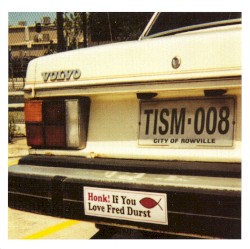 VOLVO
TISM·008
CITY OF ROWVILLE
Honk! If You
Love Fred Durst